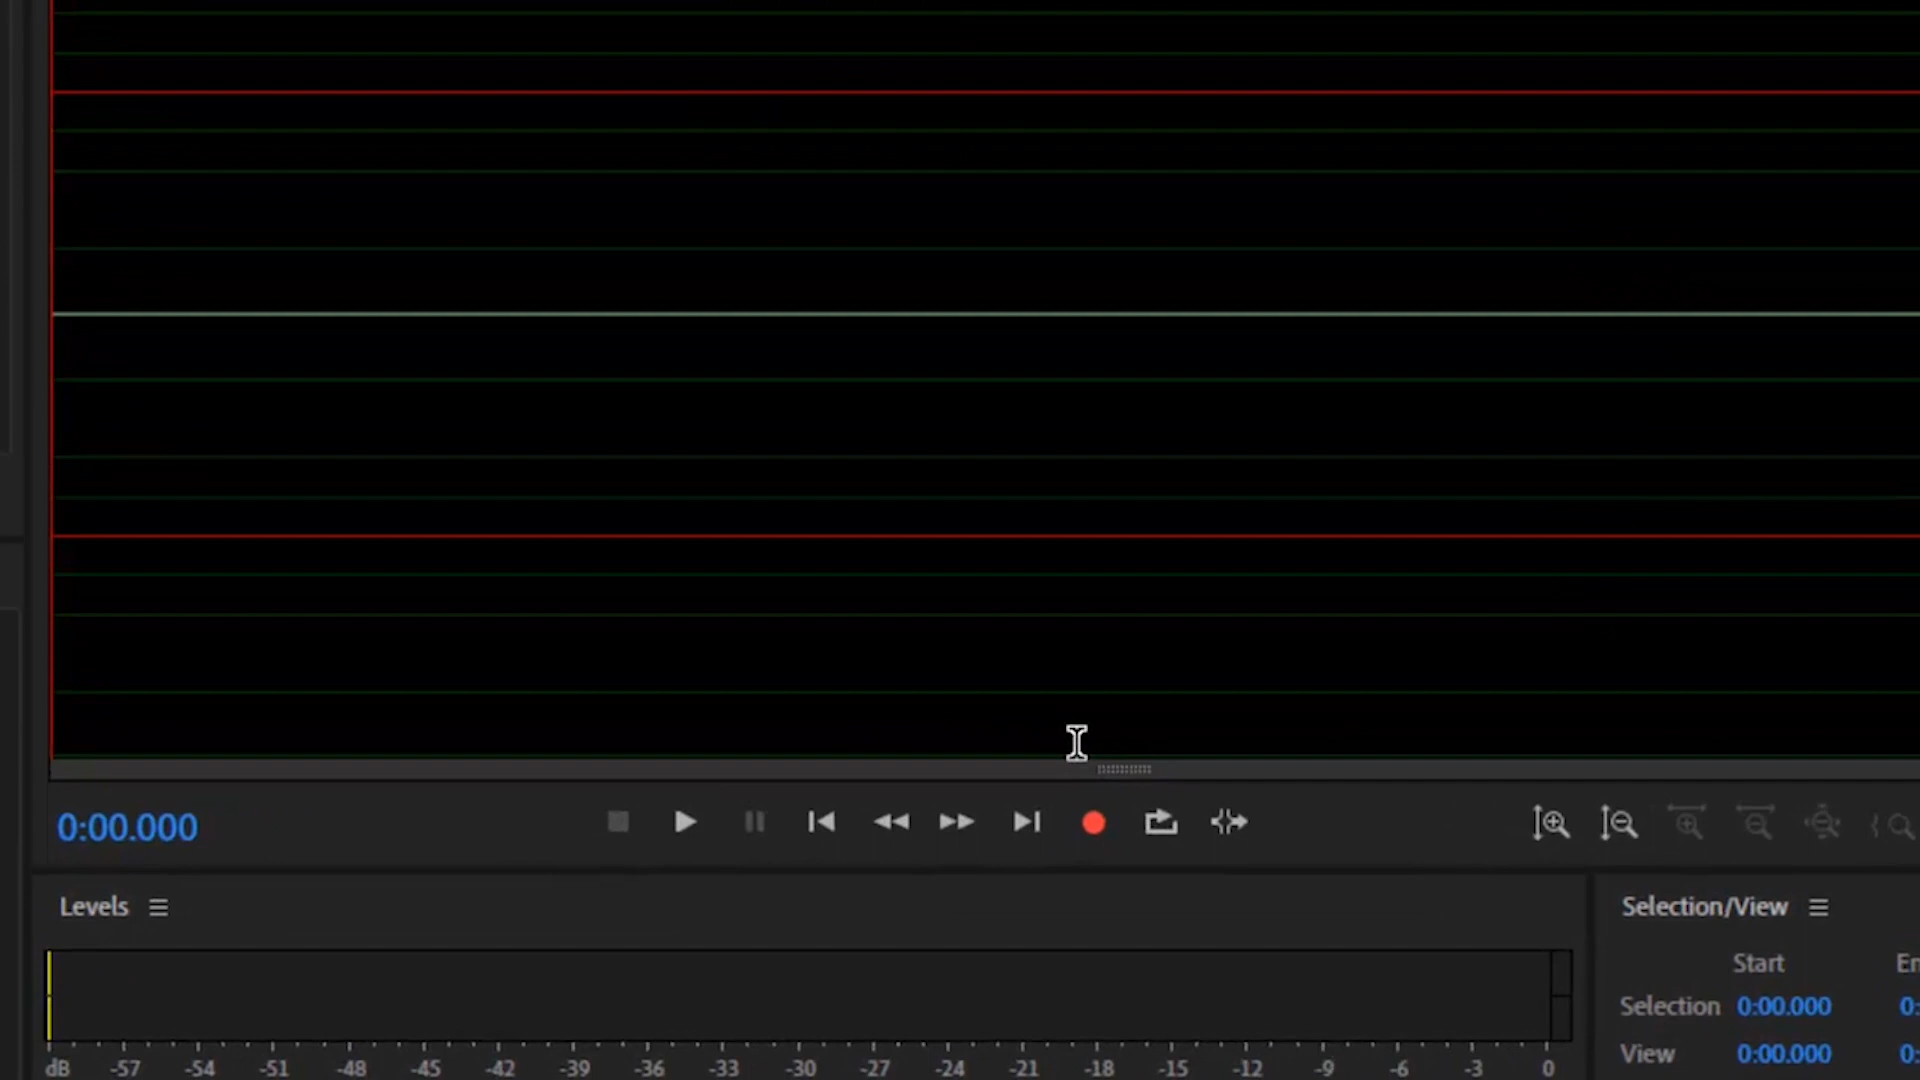 0:00.000
Levels
Selection/View
Start
Selection 0:00.000
View 0:00.000
dB -57 -54 -51 -48 -45 -42 -39 -36 -33 -30 -27 -24 -21 -18 -15 -12 -9 -6 -3 0